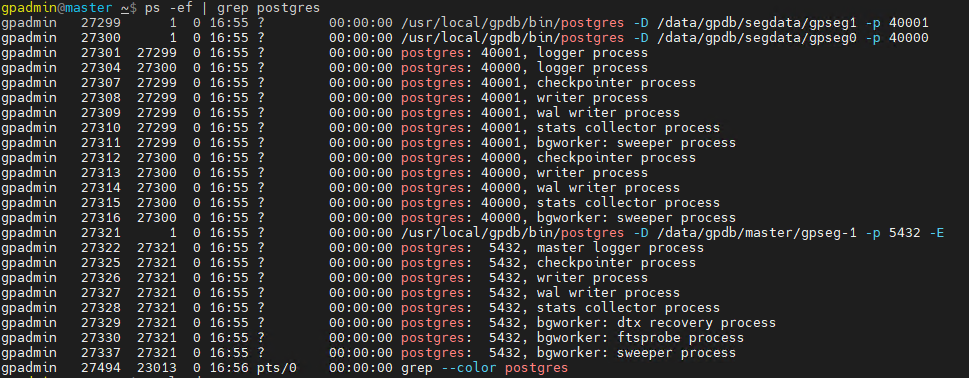 gpadmin@master ~$ ps -ef | grep postgres
gpadmin   27299     1  0 16:55 ?        00:00:00 /usr/local/gpdb/bin/postgres -D /data/gpdb/segdata/gpseg1 -p 40001
gpadmin   27300     1  0 16:55 ?        00:00:00 /usr/local/gpdb/bin/postgres -D /data/gpdb/segdata/gpseg0 -p 40000
gpadmin   27301 27299  0 16:55 ?        00:00:00 postgres: 40001, logger process
gpadmin   27304 27300  0 16:55 ?        00:00:00 postgres: 40000, logger process
gpadmin   27307 27299  0 16:55 ?        00:00:00 postgres: 40001, checkpointer process
gpadmin   27308 27299  0 16:55 ?        00:00:00 postgres: 40001, writer process
gpadmin   27309 27299  0 16:55 ?        00:00:00 postgres: 40001, wal writer process
gpadmin   27310 27299  0 16:55 ?        00:00:00 postgres: 40001, stats collector process
gpadmin   27311 27299  0 16:55 ?        00:00:00 postgres: 40001, bgworker: sweeper process
gpadmin   27312 27300  0 16:55 ?        00:00:00 postgres: 40000, checkpointer process
gpadmin   27313 27300  0 16:55 ?        00:00:00 postgres: 40000, writer process
gpadmin   27314 27300  0 16:55 ?        00:00:00 postgres: 40000, wal writer process
gpadmin   27315 27300  0 16:55 ?        00:00:00 postgres: 40000, stats collector process
gpadmin   27316 27300  0 16:55 ?        00:00:00 postgres: 40000, bgworker: sweeper process
gpadmin   27321     1  0 16:55 ?        00:00:00 /usr/local/gpdb/bin/postgres -D /data/gpdb/master/gpseg-1 -p 5432 -E
gpadmin   27322 27321  0 16:55 ?        00:00:00 postgres:  5432, master logger process
gpadmin   27325 27321  0 16:55 ?        00:00:00 postgres:  5432, checkpointer process
gpadmin   27326 27321  0 16:55 ?        00:00:00 postgres:  5432, writer process
gpadmin   27327 27321  0 16:55 ?        00:00:00 postgres:  5432, wal writer process
gpadmin   27328 27321  0 16:55 ?        00:00:00 postgres:  5432, stats collector process
gpadmin   27329 27321  0 16:55 ?        00:00:00 postgres:  5432, bgworker: dtx recovery process
gpadmin   27330 27321  0 16:55 ?        00:00:00 postgres:  5432, bgworker: ftsprobe process
gpadmin   27337 27321  0 16:55 ?        00:00:00 postgres:  5432, bgworker: sweeper process
gpadmin   27494 23013  0 16:56 pts/0    00:00:00 grep --color postgres